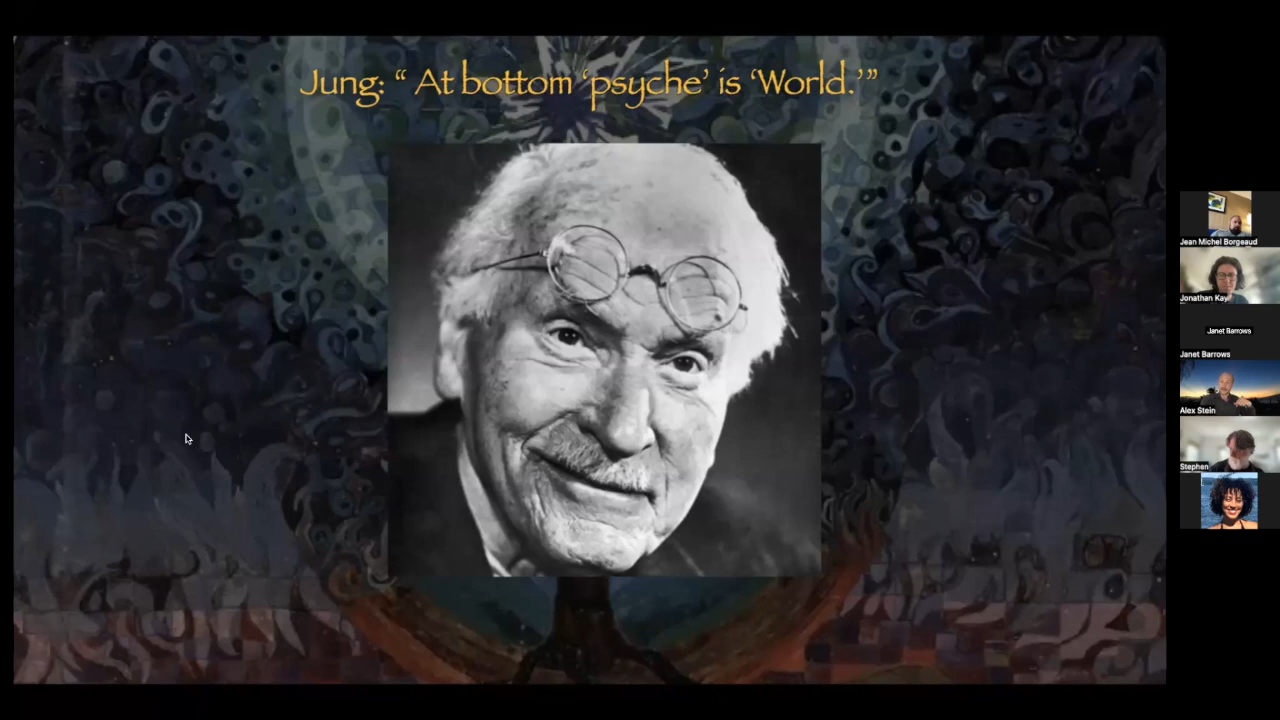 Jung: “ At bottom ‘psyche’ is ‘World.’”
Jean Michel Borgeaud
Jonathan Kay
Janet Barrows
Janet Barrows
Alex Stein
Stephen